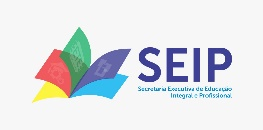 SEIP
Secretaria Executiva de Educação
Integral e Profissional